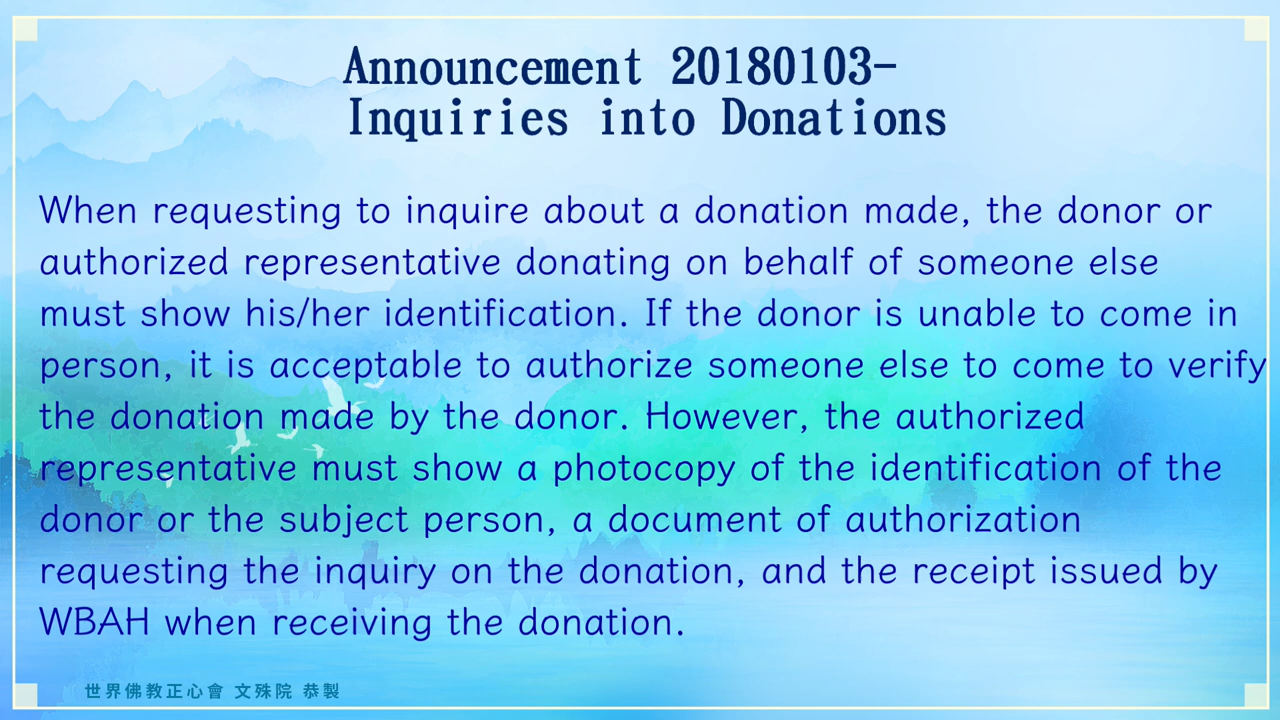 Announcement 20180103-
Inquiries into Donations
When requesting to inquire about a donation made, the donor or
authorized representative donating on behalf of someone else
must show his/her identification. If the donor is unable to come in
person, it is acceptable to authorize someone else to come to verify
the donation made by the donor. However, the authorized
representative must show a photocopy of the identification of the
donor or the subject person, a document of authorization
requesting the inquiry on the donation, and the receipt issued by
WBAH when receiving the donation.
世界佛教正心會 文殊院 恭製